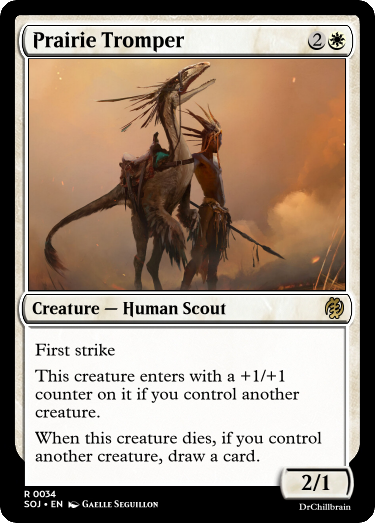 Prairie Tromper 2
Creature — Human Scout
First strike
This creature enters with a +1/+1
counter on it if you control another
creature.
When this creature dies, if you control
another creature, draw a card.
2/1
R 0034
SOJ • EN Gaelle Seguillon
DrChillbrain